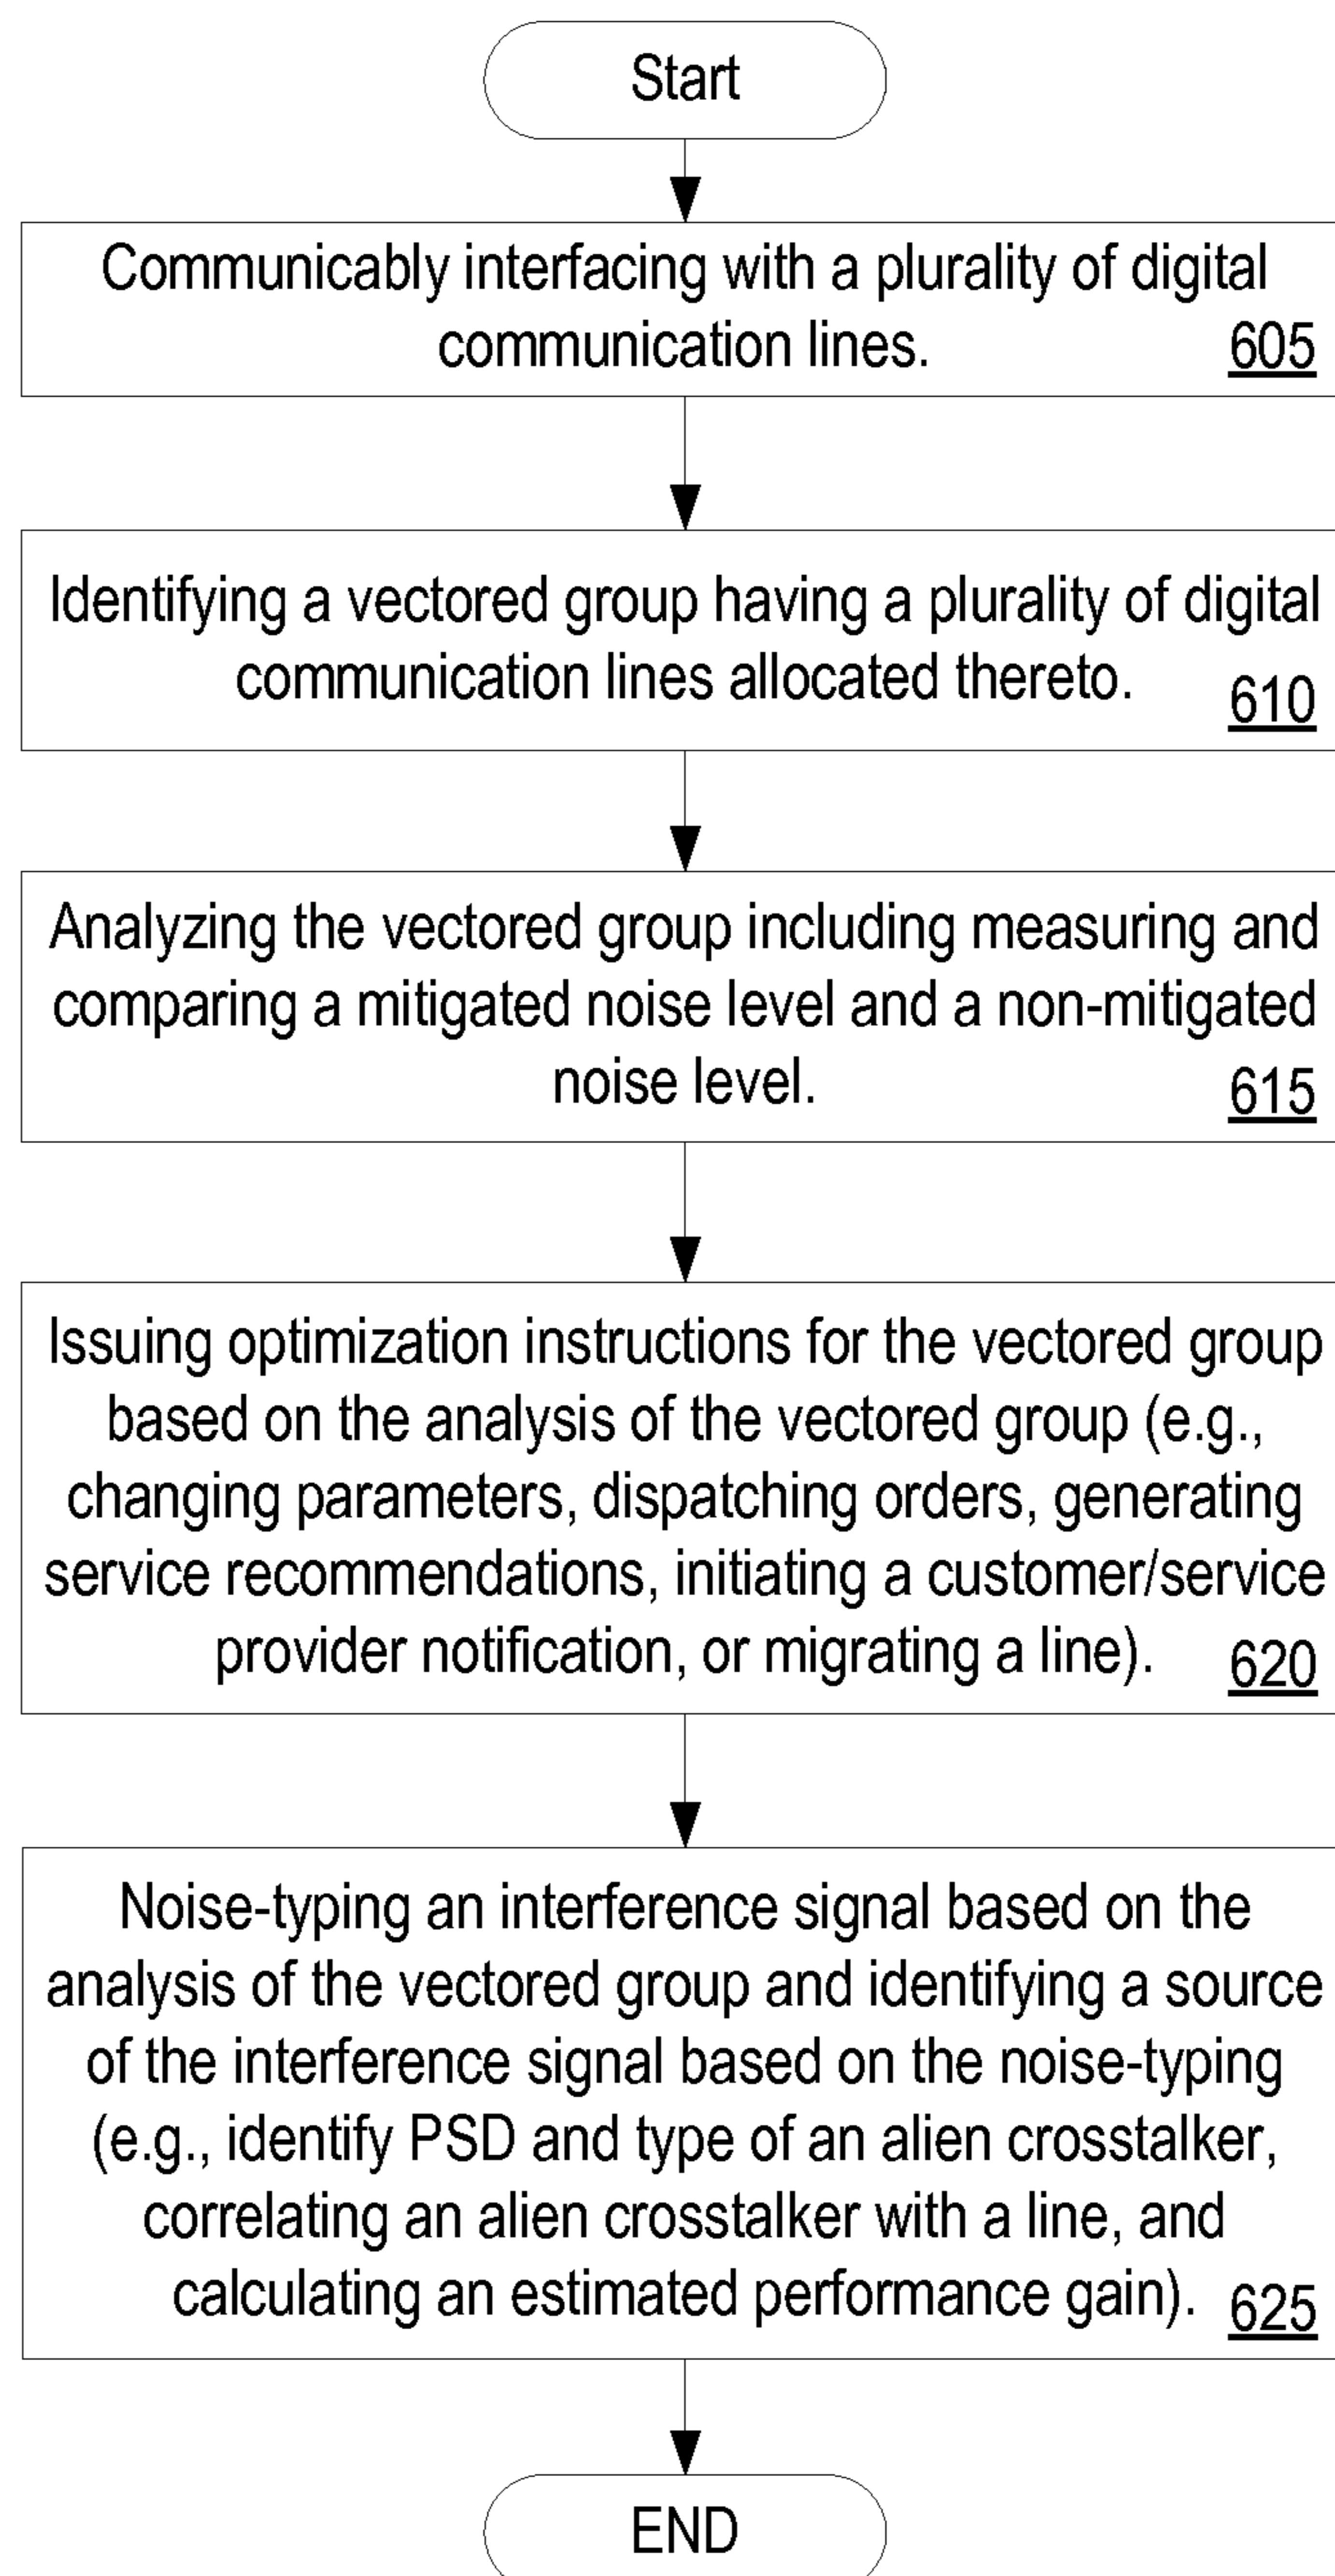 Start
Communicably interfacing with a plurality of digital
communication lines.
605
Identifying a vectored group having a plurality of digital
communication lines allocated thereto.
610
Analyzing the vectored group including measuring and
comparing a mitigated noise level and a non-mitigated
noise level.
615
Issuing optimization instructions for the vectored group
based on the analysis of the vectored group (e.g.,
changing parameters, dispatching orders, generating
service recommendations, initiating a customer/service
provider notification, or migrating a line).
620
Noise-typing an interference signal based on the
analysis of the vectored group and identifying a source
of the interference signal based on the noise-typing
(e.g., identify PSD and type of an alien crosstalker,
correlating an alien crosstalker with a line, and
calculating an estimated performance gain).
625
END